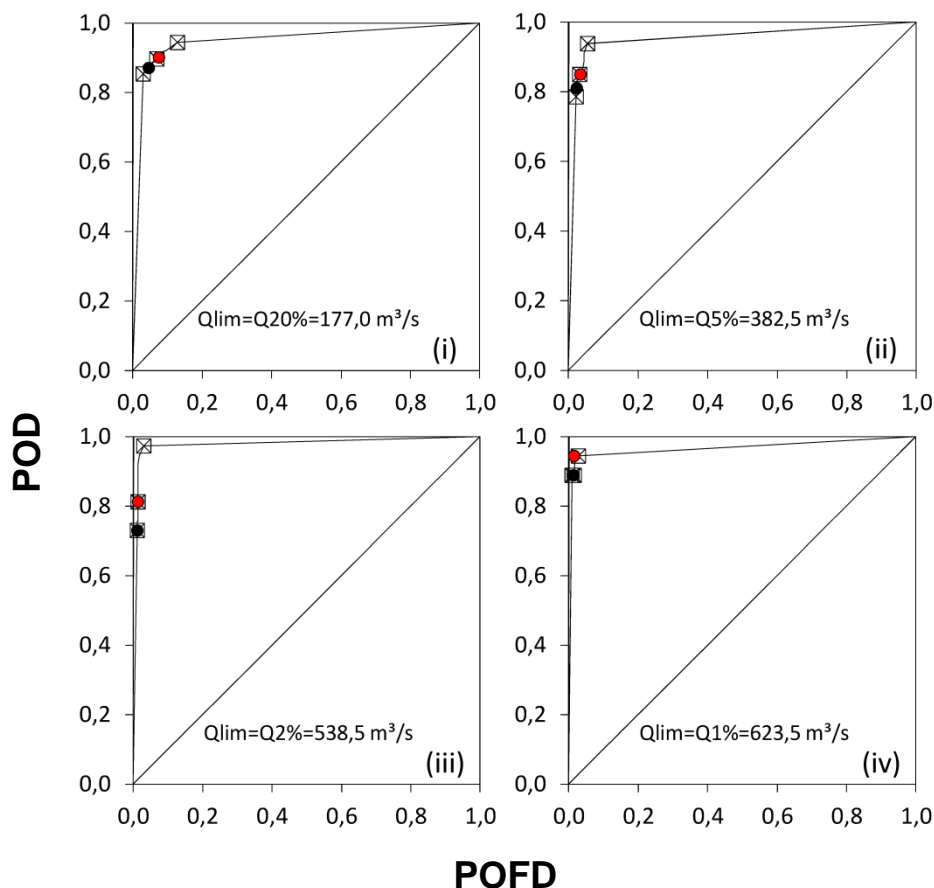 1,0
0,8
0,6
0,4
0,2
0,0
Qlim=Q20%=177,0 m³/s
(i)
0,0 0,2 0,4 0,6 0,8 1,0
1,0
0,8
0,6
0,4
0,2
0,0
Qlim=Q5%=382,5 m³/s
(ii)
0,0 0,2 0,4 0,6 0,8 1,0
POD
1,0
0,8
0,6
0,4
0,2
0,0
Qlim=Q2%=538,5 m³/s
(iii)
0,0 0,2 0,4 0,6 0,8 1,0
1,0
0,8
0,6
0,4
0,2
0,0
Qlim=Q1%=623,5 m³/s
(iv)
0,0 0,2 0,4 0,6 0,8 1,0
POFD